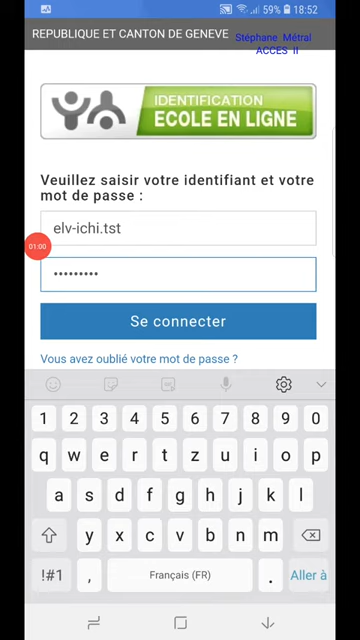 59% 18:52
REPUBLIQUE ET CANTON DE GENEVE
Stéphane Métral
ACCES II
IDENTIFICATION
ECOLE EN LIGNE
Veuillez saisir votre identifiant et votre
mot de passe :
elv-ichi.tst
01:00
•••••••••
Se connecter
Vous avez oublié votre mot de passe ?
1 2 3 4 5 6 7 8 9 0
q w e r t z u i o p
a s d f g h j k l
y x c v b n m
!#1 , Français (FR) . Aller à